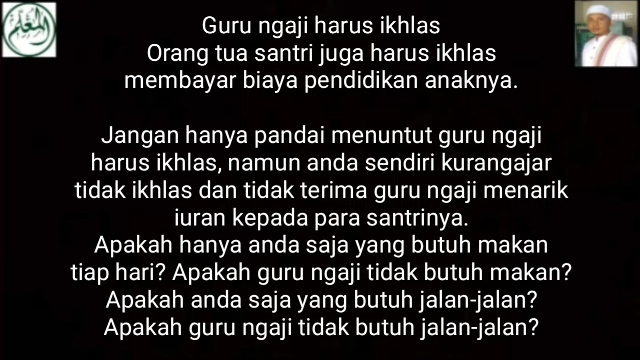 Guru ngaji harus ikhlas
Orang tua santri juga harus ikhlas
membayar biaya pendidikan anaknya.
Jangan hanya pandai menuntut guru ngaji
harus ikhlas, namun anda sendiri kurangajar
tidak ikhlas dan tidak terima guru ngaji menarik
iuran kepada para santrinya.
Apakah hanya anda saja yang butuh makan
tiap hari? Apakah guru ngaji tidak butuh makan?
Apakah anda saja yang butuh jalan-jalan?
Apakah guru ngaji tidak butuh jalan-jalan?